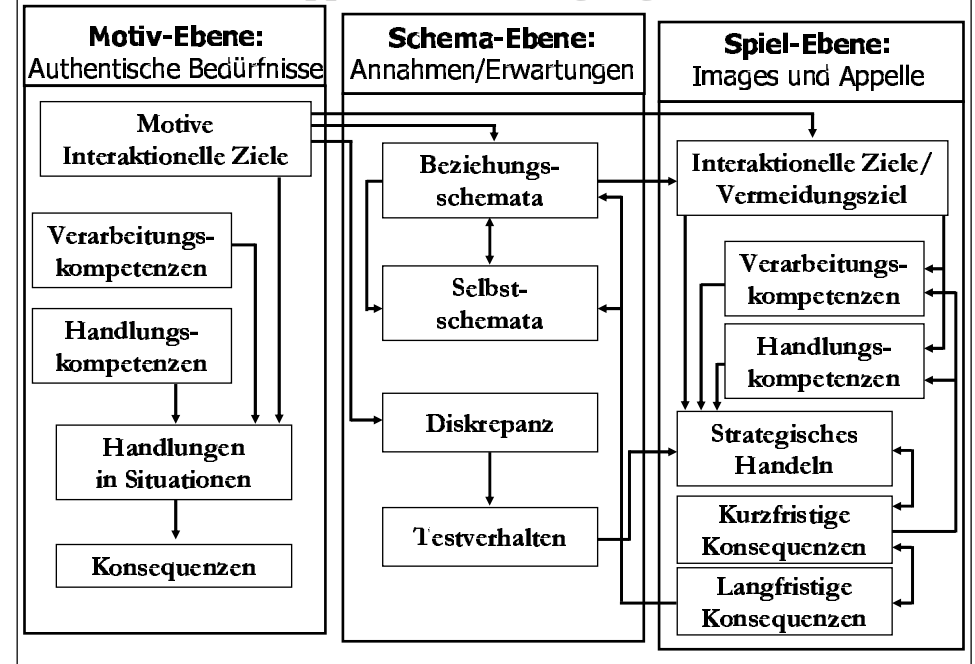 Motiv-Ebene:
Authentische Bedürfnisse
Motive
Interaktionelle Ziele
Verarbeitungs-
kompetenzen
Handlungs-
kompetenzen
Handlungen
in Situationen
Konsequenzen
Schema-Ebene:
Annahmen/Erwartungen
Beziehungs-
schemata
Selbst-
schemata
Diskrepanz
Testverhalten
Spiel-Ebene:
Images und Appelle
Interaktionelle Ziele/
Vermeidungsziel
Verarbeitungs-
kompetenzen
Handlungs-
kompetenzen
Strategisches
Handeln
Kurzfristige
Konsequenzen
Langfristige
Konsequenzen